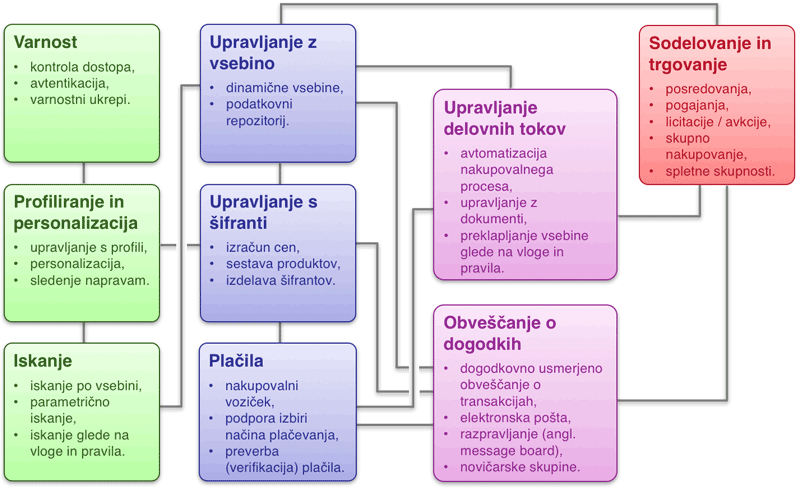 Varnost
• kontrola dostopa,
• avtentikacija,
• varnostni ukrepi.
Profiliranje in
personalizacija
• upravljanje s profili,
• personalizacija,
• sledenje napravam.
Iskanje
• iskanje po vsebini,
• parametrično
iskanje,
• iskanje glede na
vloge in pravila.
Upravljanje z
vsebino
• dinamične vsebine,
• podatkovni
repozitorij.
Upravljanje s
šifranti
• izračun cen,
• sestava produktov,
• izdelava šifrantov.
Plačila
• nakupovalni
voziček,
• podpora izbiri
načina plačevanja,
• preverba
(verifikacija) plačila.
Upravljanje
delovnih tokov
• avtomatizacija
nakupovalnega
procesa,
• upravljanje z
dokumenti,
• preklapljanje vsebine
glede na vloge in
pravila.
Obveščanje o
dogodkih
• dogodkovno usmerjeno
obveščanje o
transakcijah,
• elektronska pošta,
• razpravljanje (angl.
message board),
• novičarske skupine.
Sodelovanje in
trgovanje
• posredovanja,
• pogajanja,
• licitacije / avkcije,
• skupno
nakupovanje,
• spletne skupnosti.